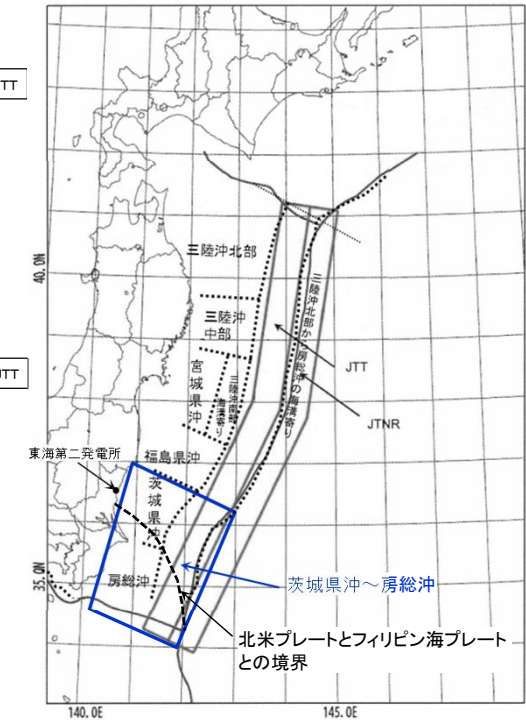 TT
三陸沖北部
40.0N
三陸沖
中部
三陸沖北部から房総沖の海溝寄り
宮城県沖
三陸沖南部
海溝寄り
JTT
JTT
JTNR
福島県沖
東海第二発電所
茨城県沖
35.0N
房総沖
茨城県沖～房総沖
北米プレートとフィリピン海プレート
との境界
140.0E
145.0E